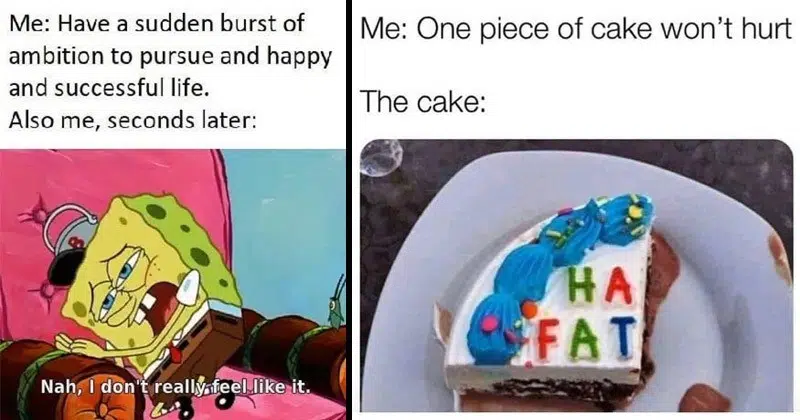 Me: Have a sudden burst of
ambition to pursue and happy
and successful life.
Also me, seconds later:
Nah, I don't really feel like it.
Me: One piece of cake won't hurt
The cake:
HA
FAT